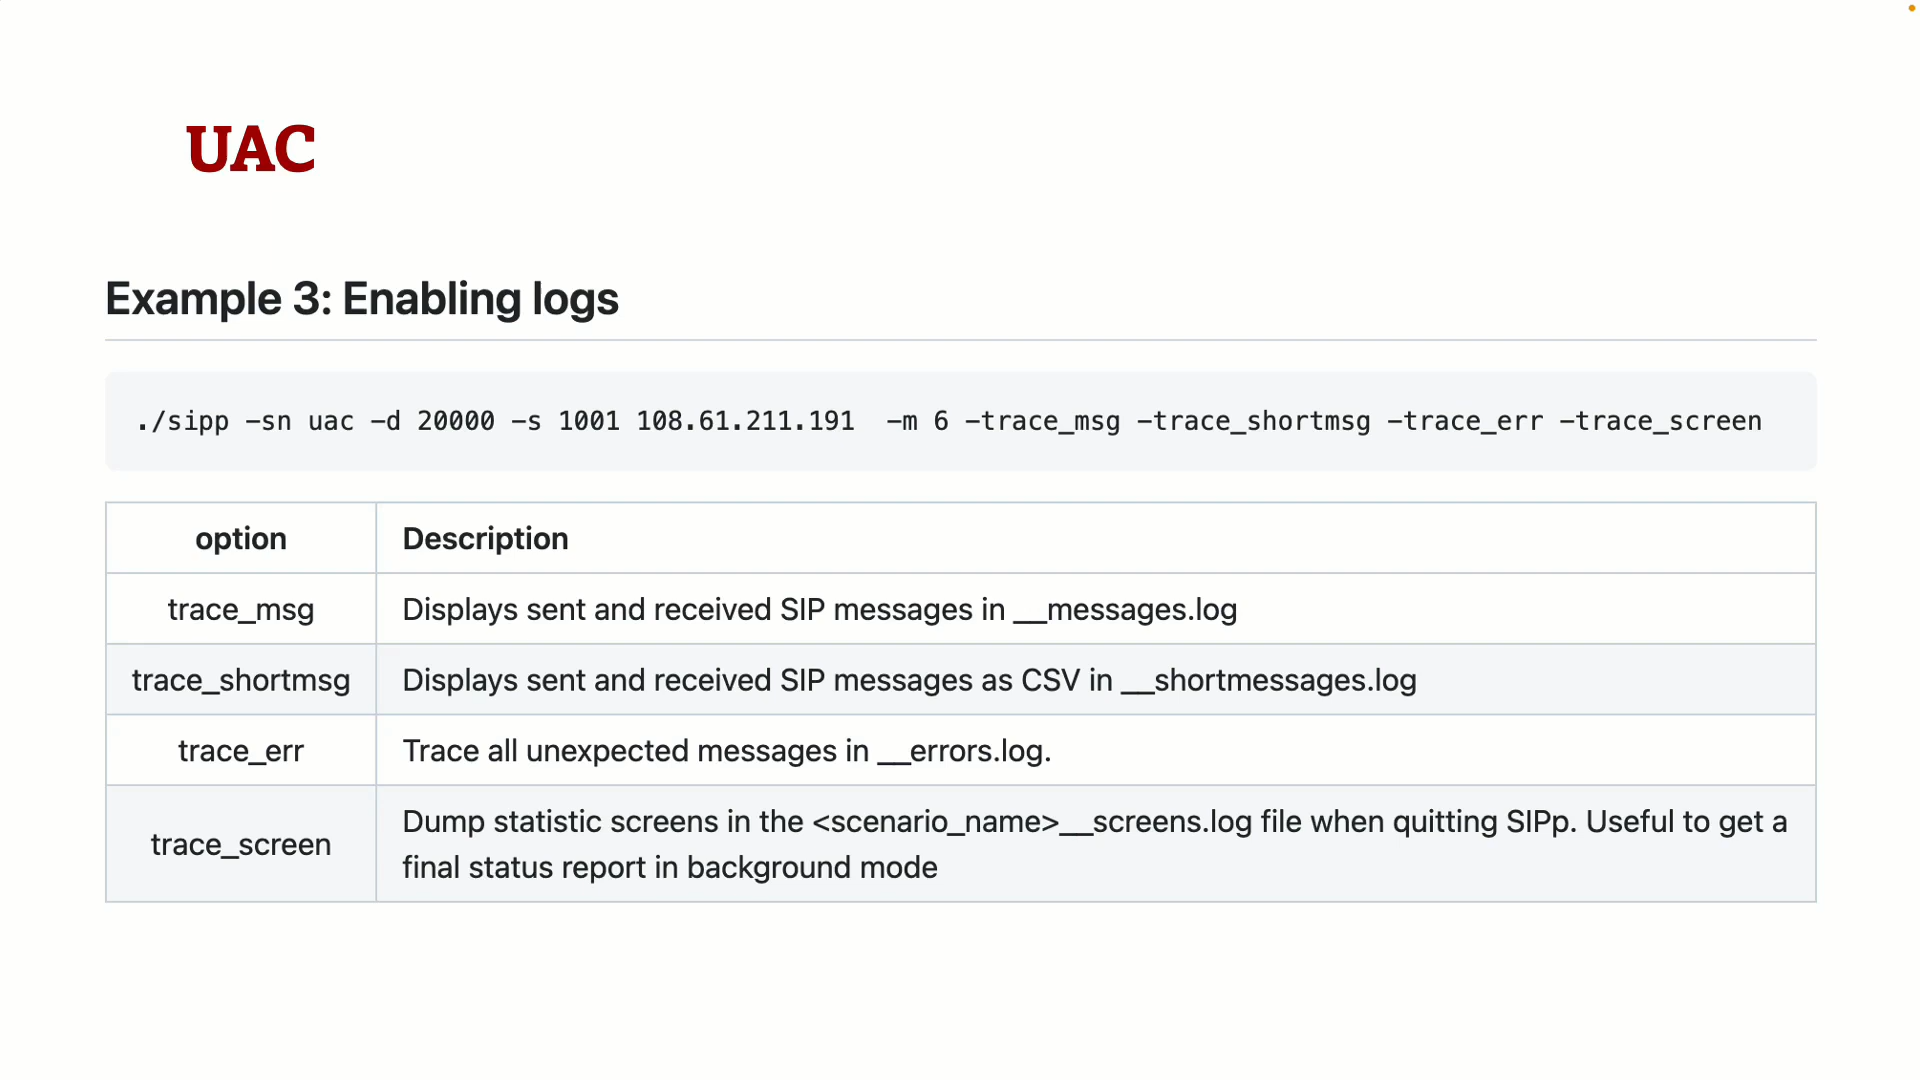 UAC
Example 3: Enabling logs
./sipp -sn uac -d 20000 -s 1001 108.61.211.191  -m 6 -trace_msg -trace_shortmsg -trace_err -trace_screen
option Description
trace_msg Displays sent and received SIP messages in __messages.log
trace_shortmsg Displays sent and received SIP messages as CSV in __shortmessages.log
trace_err Trace all unexpected messages in __errors.log.
trace_screen Dump statistic screens in the <scenario_name>__screens.log file when quitting SIPp. Useful to get a
final status report in background mode